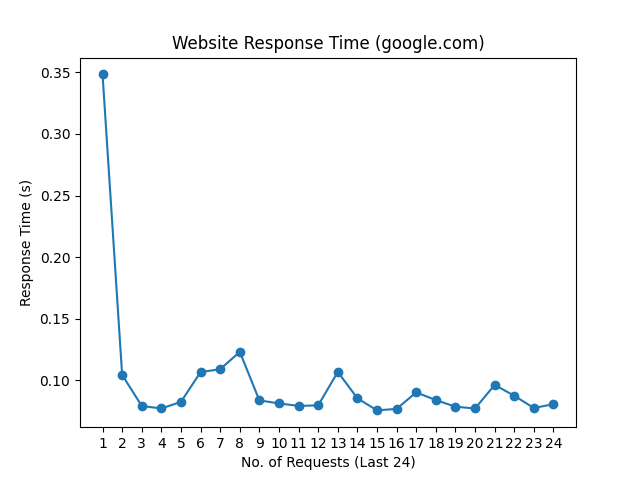 Website Response Time (google.com)
0.35
0.30
0.25
0.20
0.15
0.10
Response Time (s)
1 2 3 4 5 6 7 8 9 10 11 12 13 14 15 16 17 18 19 20 21 22 23 24
No. of Requests (Last 24)